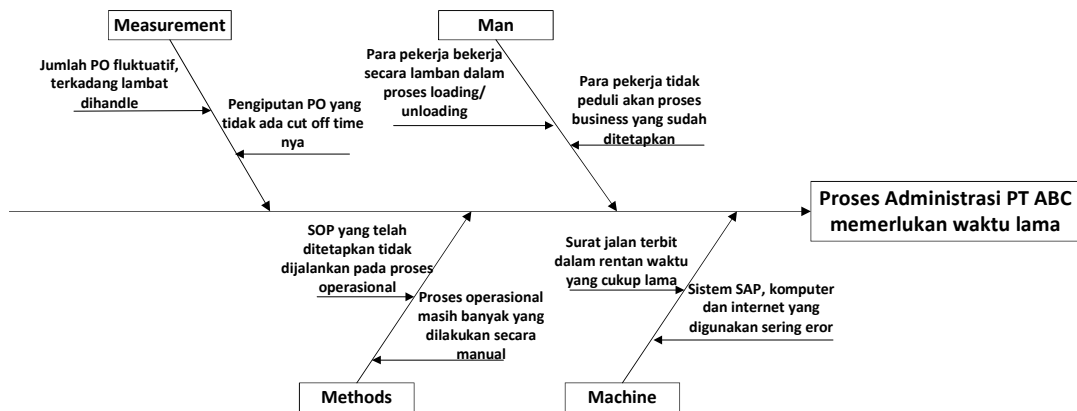 Measurement
Man
Jumlah PO fluktuatif,
terkadang lambat
dihandle
Pengiputan PO yang
tidak ada cut off time
nya
Para pekerja bekerja
secara lamban dalam
proses loading/
unloading
Para pekerja tidak
peduli akan proses
business yang sudah
ditetapkan
Proses Administrasi PT ABC
memerlukan waktu lama
SOP yang telah
ditetapkan tidak
dijalankan pada proses
operasional
Proses operasional
masih banyak yang
dilakukan secara
manual
Surat jalan terbit
dalam rentan waktu
yang cukup lama
Sistem SAP, komputer
dan internet yang
digunakan sering eror
Methods
Machine